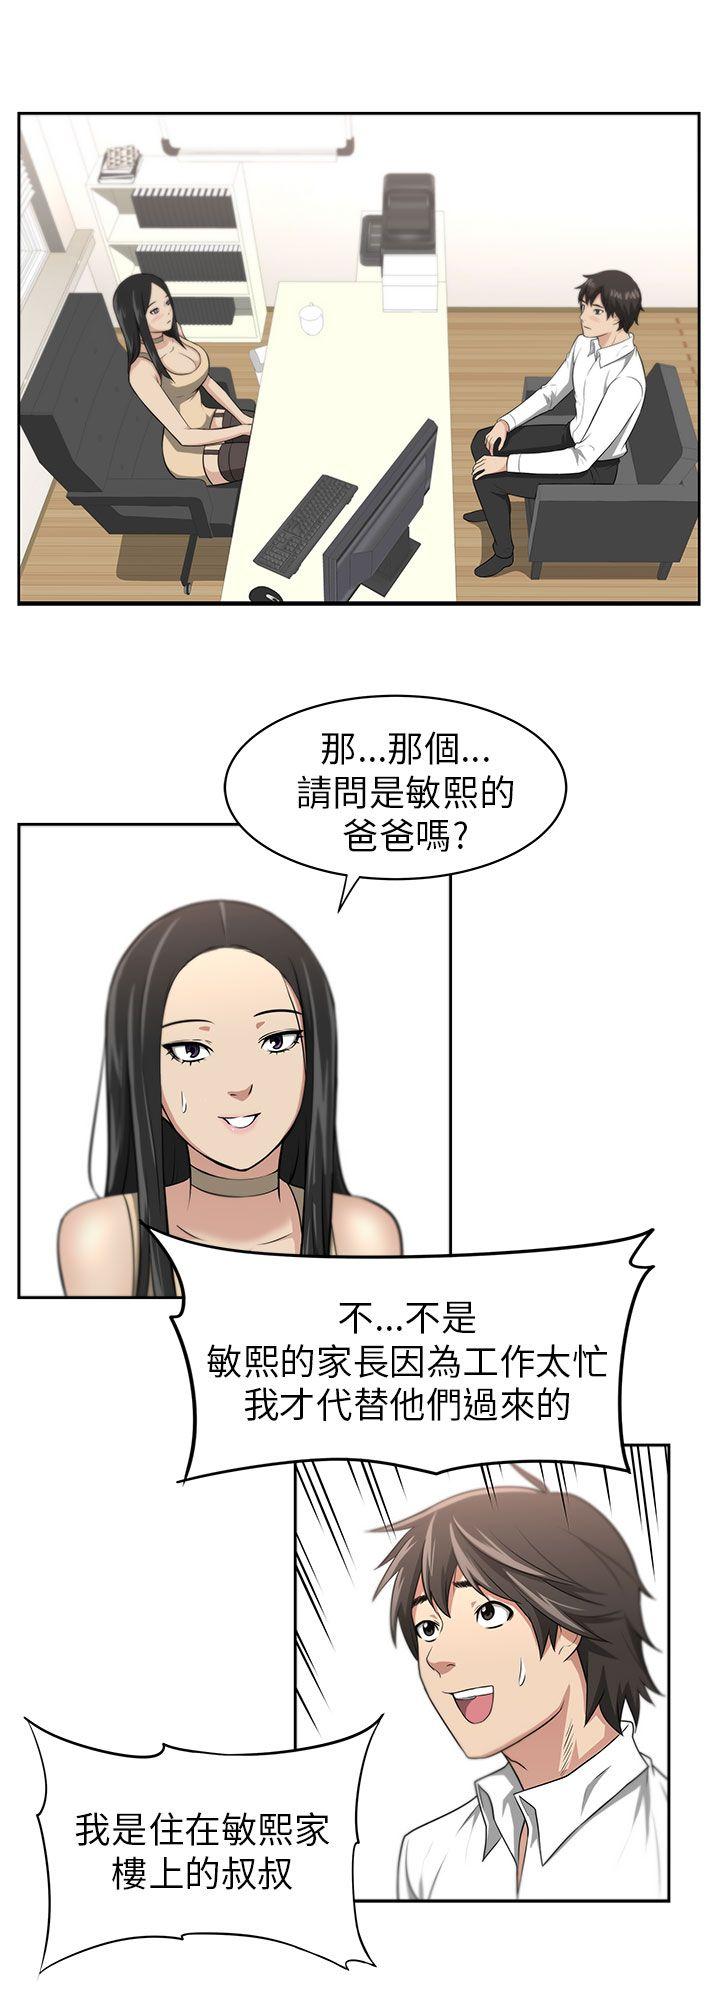 那...那個...
請問是敏熙的
爸爸嗎?
不...不是
敏熙的家長因為工作太忙
我才代替他們過來的
我是住在敏熙家
樓上的叔叔